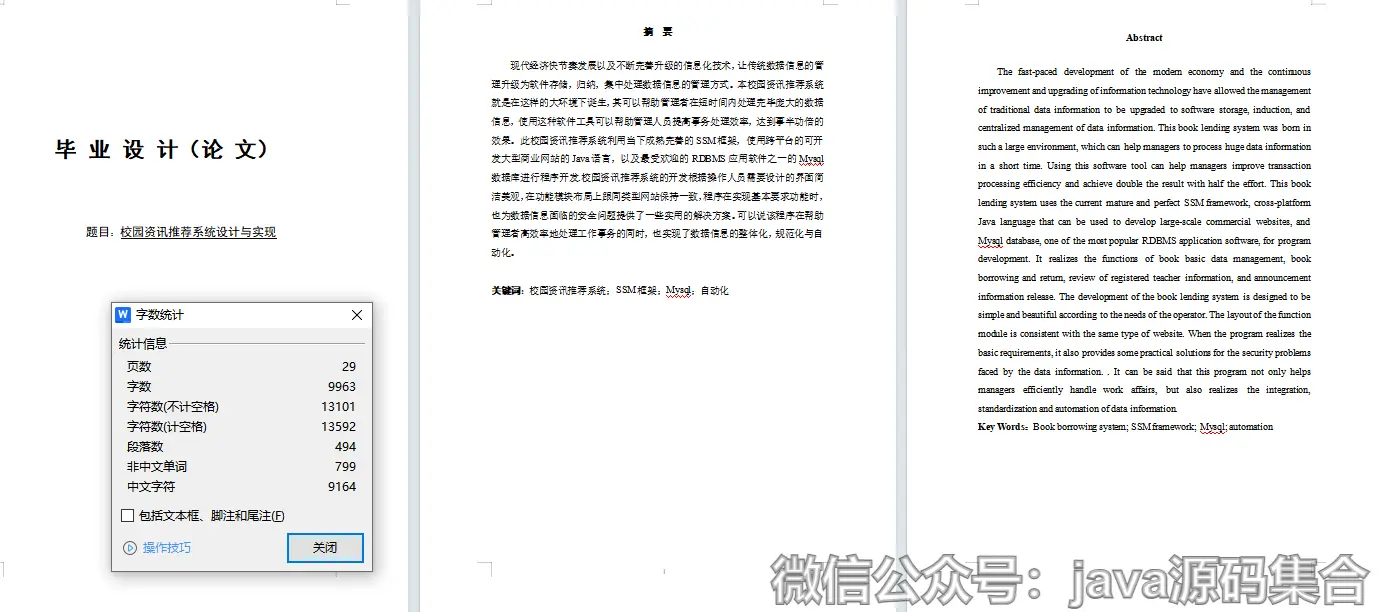 毕 业 设 计（论 文）
题目：校园资讯推荐系统设计与实现
字数统计
统计信息
页数 29
字数 9963
字符数(不计空格) 13101
字符数(计空格) 13592
段落数 494
非中文单词 799
中文字符 9164
包括文本框、脚注和尾注(F)
操作技巧
关闭
摘 要
现代经济快节奏发展以及不断完善升级的信息化技术，让传统数据信息的管
理升级为软件存储，归纳，集中处理数据信息的管理方式。本校园资讯推荐系统
就是在这样的大环境下诞生，其可以帮助管理者在短时间内处理完毕庞大的数据
信息，使用这种软件工具可以帮助管理人员提高事务处理效率，达到事半功倍的
效果。此校园资讯推荐系统利用当下成熟完善的 SSM 框架，使用跨平台的可开
发大型商业网站的 Java 语言，以及最受欢迎的 RDBMS 应用软件之一的 Mysql
数据库进行程序开发.校园资讯推荐系统的开发根据操作人员需要设计的界面简
洁美观，在功能模块布局上跟同类型网站保持一致，程序在实现基本要求功能时，
也为数据信息面临的安全问题提供了一些实用的解决方案。可以说该程序在帮助
管理者高效率地处理工作事务的同时，也实现了数据信息的整体化，规范化与自
动化。
关键词：校园资讯推荐系统；SSM 框架；Mysql；自动化
Abstract
The fast-paced development of the modern economy and the continuous
improvement and upgrading of information technology have allowed the management
of traditional data information to be upgraded to software storage, induction, and
centralized management of data information. This book lending system was born in
such a large environment, which can help managers to process huge data information
in a short time. Using this software tool can help managers improve transaction
processing efficiency and achieve double the result with half the effort. This book
lending system uses the current mature and perfect SSM framework, cross-platform
Java language that can be used to develop large-scale commercial websites, and
Mysql database, one of the most popular RDBMS application software, for program
development. It realizes the functions of book basic data management, book
borrowing and return, review of registered teacher information, and announcement
information release. The development of the book lending system is designed to be
simple and beautiful according to the needs of the operator. The layout of the function
module is consistent with the same type of website. When the program realizes the
basic requirements, it also provides some practical solutions for the security problems
faced by the data information. . It can be said that this program not only helps
managers efficiently handle work affairs, but also realizes the integration,
standardization and automation of data information.
Key Words：Book borrowing system; SSM framework; Mysql; automation
微信公众号：java源码集合